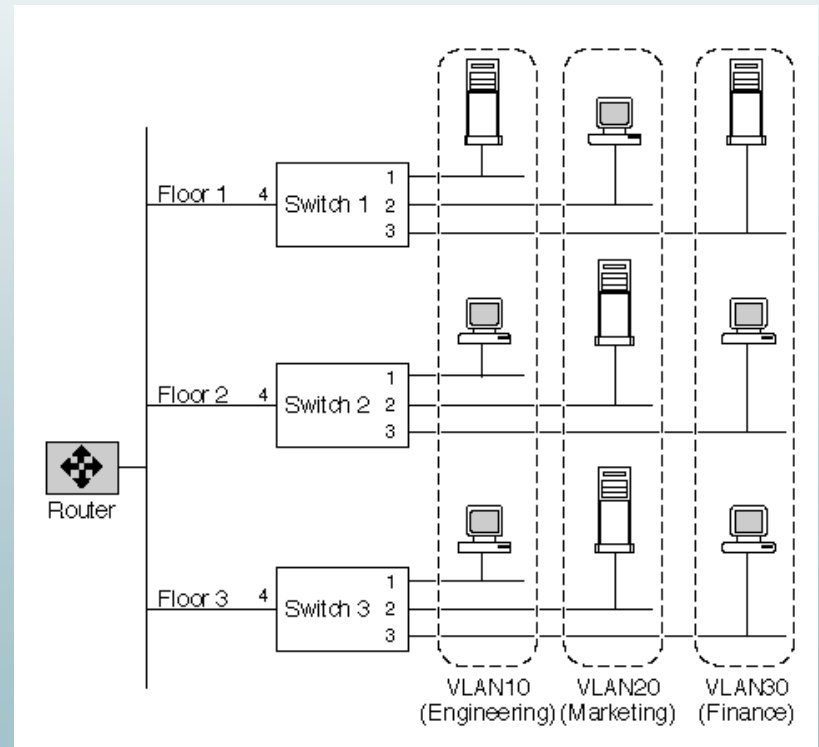 1
Floor 1 4 Switch 1 2
3
1
Floor 2 4 Switch 2 2
3
Router
1
Floor 3 4 Switch 3 2
3
VLAN10 VLAN20 VLAN30
(Engineering) (Marketing) (Finance)